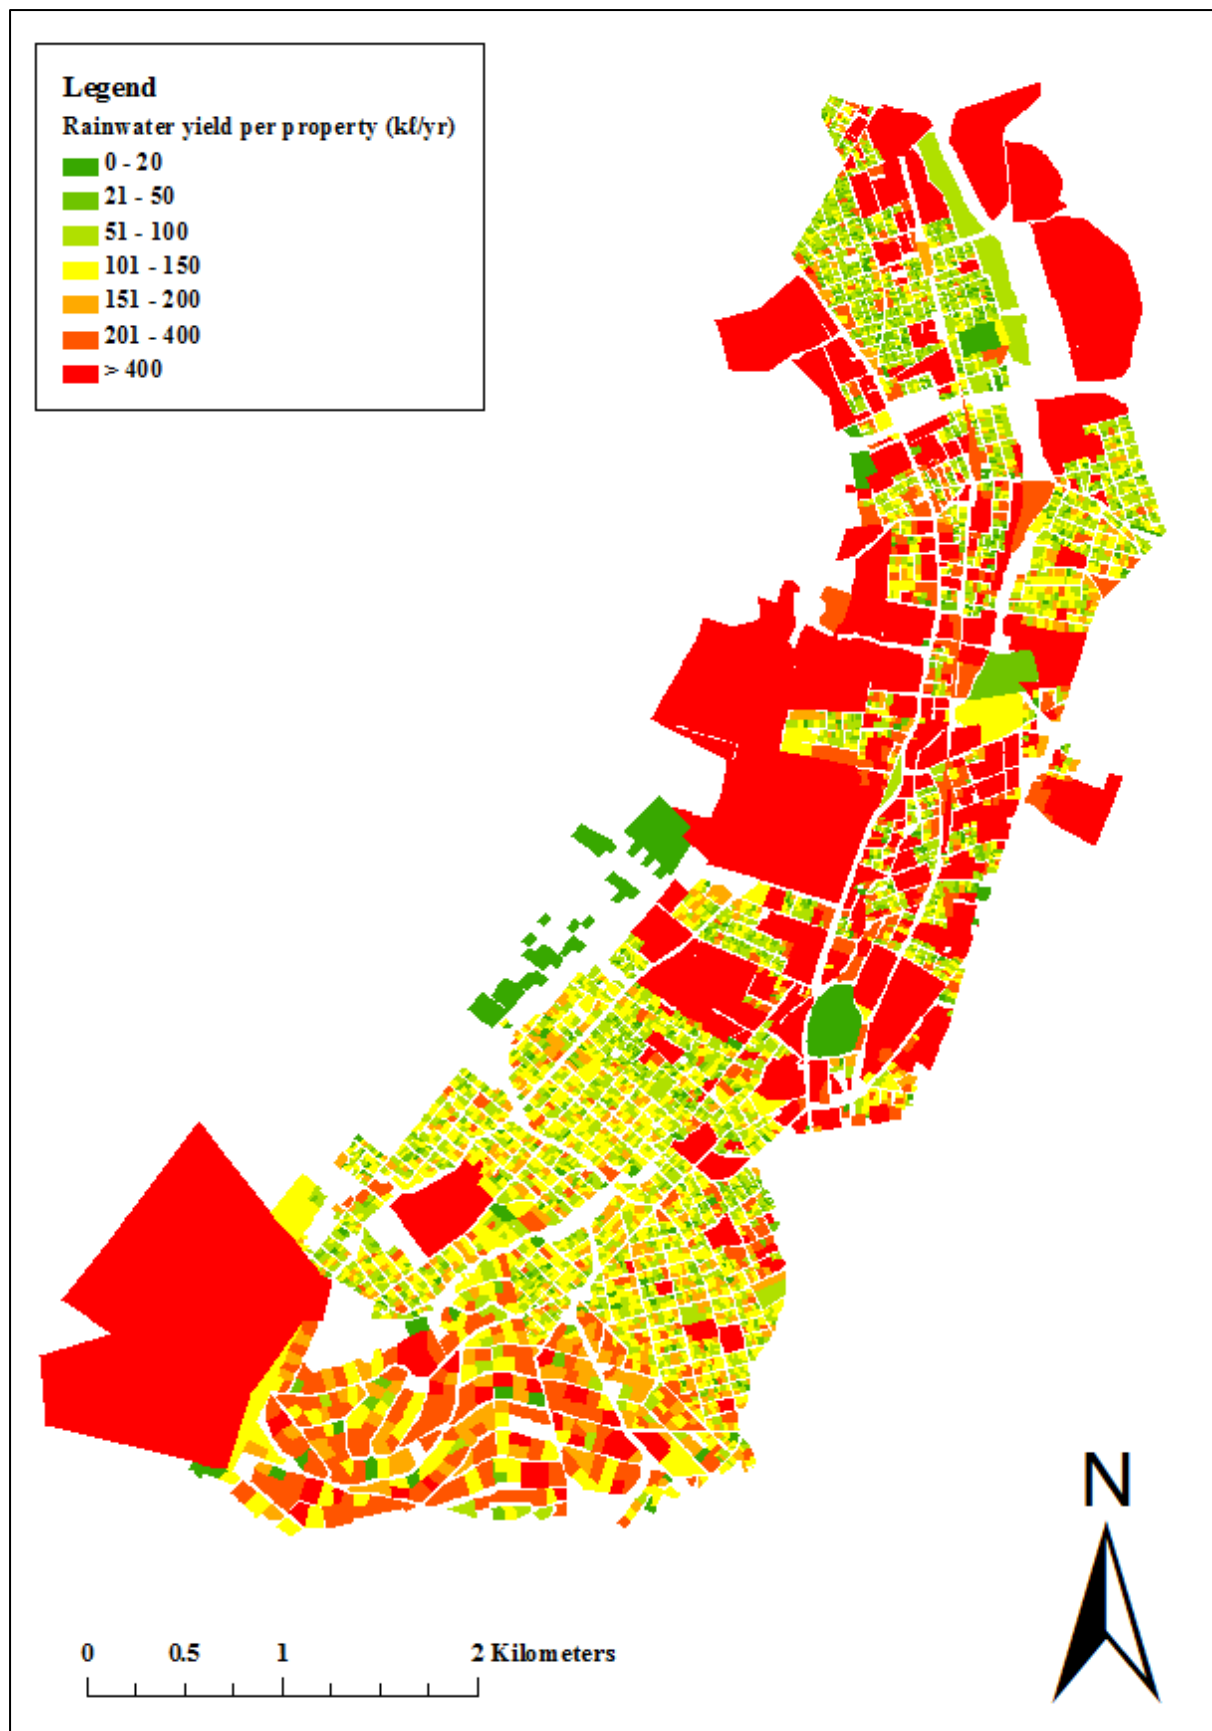 Legend
Rainwater yield per property (kℓ/yr)
0 - 20
21 - 50
51 - 100
101 - 150
151 - 200
201 - 400
> 400
N
0 0.5 1 2 Kilometers